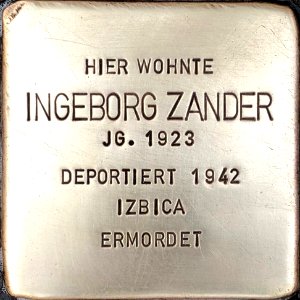 HIER WOHNTE
INGEBORG ZANDER
JG. 1923
DEPORTIERT 1942
IZBICA
ERMORDET